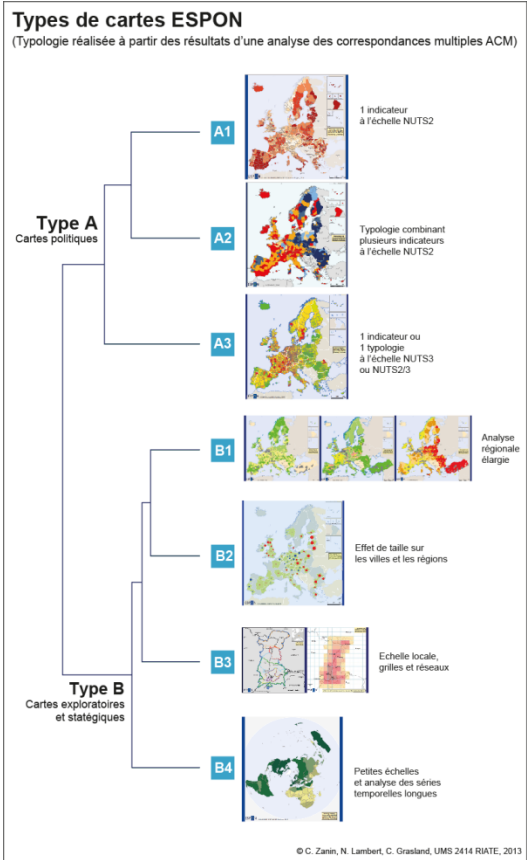 Types de cartes ESPON
(Typologie réalisée à partir des résultats d'une analyse des correspondances multiples ACM)
A1
1 indicateur
à l'échelle NUTS2
Type A
Cartes politiques
A2
Typologie combinant
plusieurs indicateurs
à l'échelle NUTS2
A3
1 indicateur ou
1 typologie
à l'échelle NUTS3
ou NUTS2/3
B1
Analyse
régionale
élargie
B2
Effet de taille sur
les villes et les régions
B3
Echelle locale,
grilles et réseaux
Type B
Cartes exploratoires
et statégiques
B4
Petites échelles
et analyse des séries
temporelles longues
© C. Zanin, N. Lambert, C. Grasland, UMS 2414 RIATE, 2013